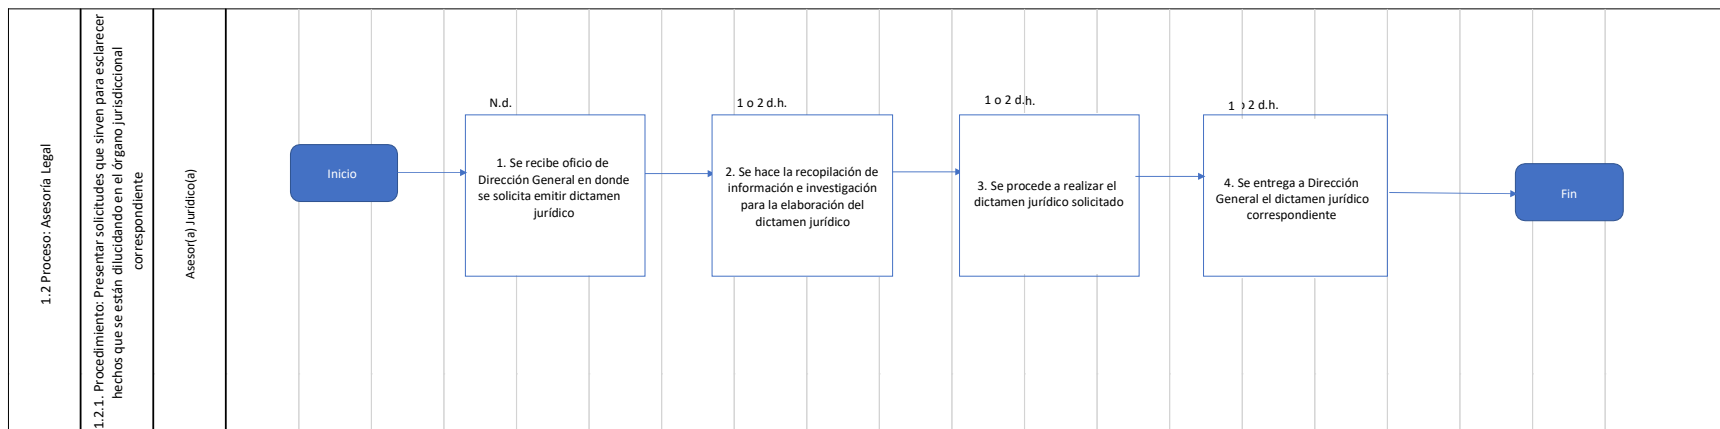 1.2 Proceso: Asesoría Legal
1.2.1. Procedimiento: Presentar solicitudes que sirven para esclarecer
hechos que se están dilucidando en el órgano jurisdiccional
correspondiente
Asesor(a) Jurídico(a)
Inicio
N.d.
1. Se recibe oficio de
Dirección General en donde
se solicita emitir dictamen
jurídico
1 o 2 d.h.
2. Se hace la recopilación de
información e investigación
para la elaboración del
dictamen jurídico
1 o 2 d.h.
3. Se procede a realizar el
dictamen jurídico solicitado
1 o 2 d.h.
4. Se entrega a Dirección
General el dictamen jurídico
correspondiente
Fin